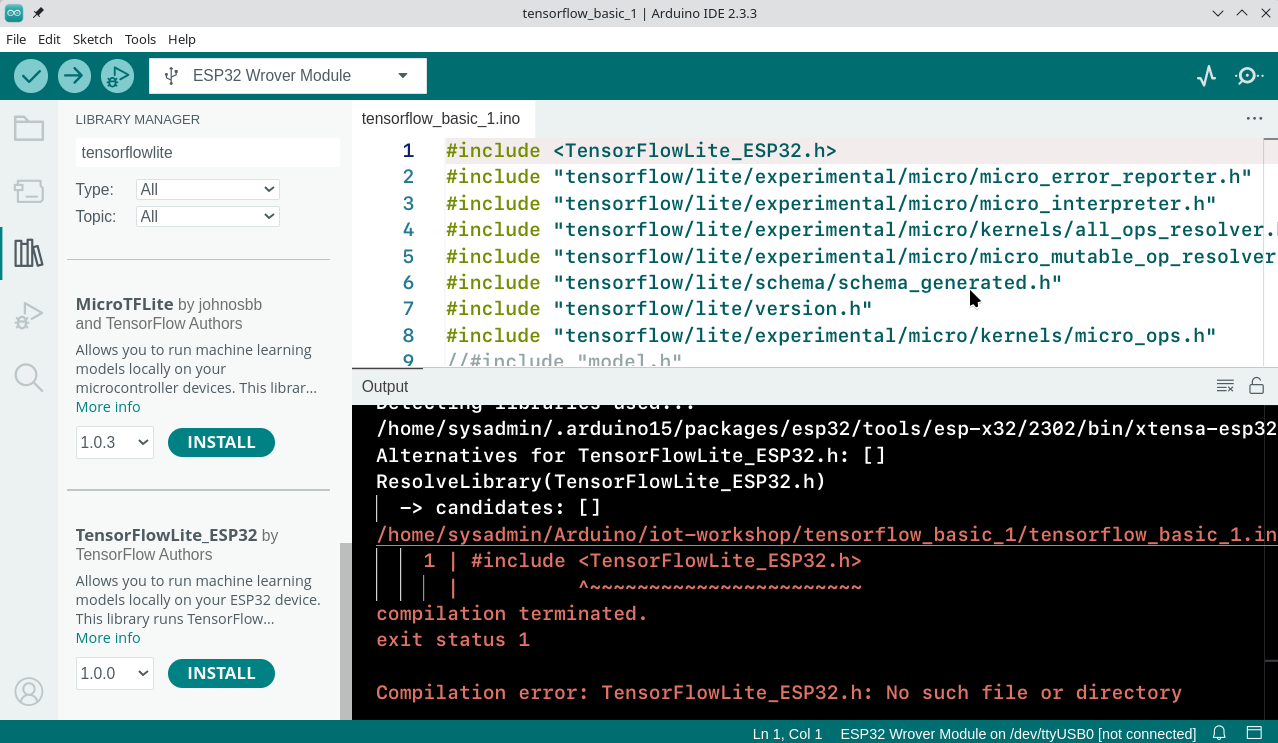 tensorflow_basic_1 | Arduino IDE 2.3.3
File Edit Sketch Tools Help
ESP32 Wrover Module
LIBRARY MANAGER
tensorflowlite
Type: All
Topic: All
MicroTFLite by johnosbb
and TensorFlow Authors
Allows you to run machine learning
models locally on your
microcontroller devices. This librar...
More info
1.0.3 INSTALL
TensorFlowLite_ESP32 by
TensorFlow Authors
Allows you to run machine learning
models locally on your ESP32 device.
This library runs TensorFlow...
More info
1.0.0 INSTALL
tensorflow_basic_1.ino
1 #include <TensorFlowLite_ESP32.h>
2 #include "tensorflow/lite/experimental/micro/micro_error_reporter.h"
3 #include "tensorflow/lite/experimental/micro/micro_interpreter.h"
4 #include "tensorflow/lite/experimental/micro/kernels/all_ops_resolver.h
5 #include "tensorflow/lite/experimental/micro/micro_mutable_op_resolver
6 #include "tensorflow/lite/schema/schema_generated.h"
7 #include "tensorflow/lite/version.h"
8 #include "tensorflow/lite/experimental/micro/kernels/micro_ops.h"
9 //#include "model.h"
Output
Detecting libraries used...
/home/sysadmin/.arduino15/packages/esp32/tools/esp-x32/2302/bin/xtensa-esp32
Alternatives for TensorFlowLite_ESP32.h: []
ResolveLibrary(TensorFlowLite_ESP32.h)
-> candidates: []
/home/sysadmin/Arduino/iot-workshop/tensorflow_basic_1/tensorflow_basic_1.in
1 | #include <TensorFlowLite_ESP32.h>
| ^~~~~~~~~~~~~~~~~~~~~~~~
compilation terminated.
exit status 1
Compilation error: TensorFlowLite_ESP32.h: No such file or directory
Ln 1, Col 1 ESP32 Wrover Module on /dev/ttyUSB0 [not connected]